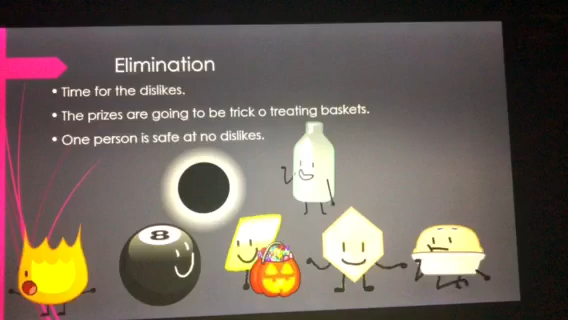 Elimination
• Time for the dislikes.
• The prizes are going to be trick o treating baskets.
• One person is safe at no dislikes.
8